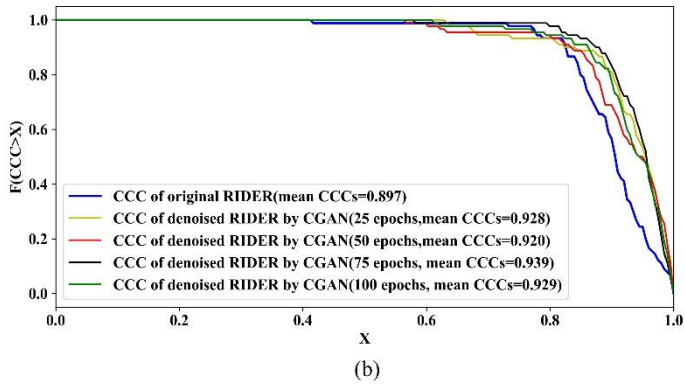 1.0
0.8
0.6
0.4
0.2
0.0
F(CCC>X)
CCC of original RIDER(mean CCCs=0.897)
CCC of denoised RIDER by CGAN(25 epochs,mean CCCs=0.928)
CCC of denoised RIDER by CGAN(50 epochs,mean CCCs=0.920)
CCC of denoised RIDER by CGAN(75 epochs, mean CCCs=0.939)
CCC of denoised RIDER by CGAN(100 epochs, mean CCCs=0.929)
0.0 0.2 0.4 0.6 0.8 1.0
X
(b)